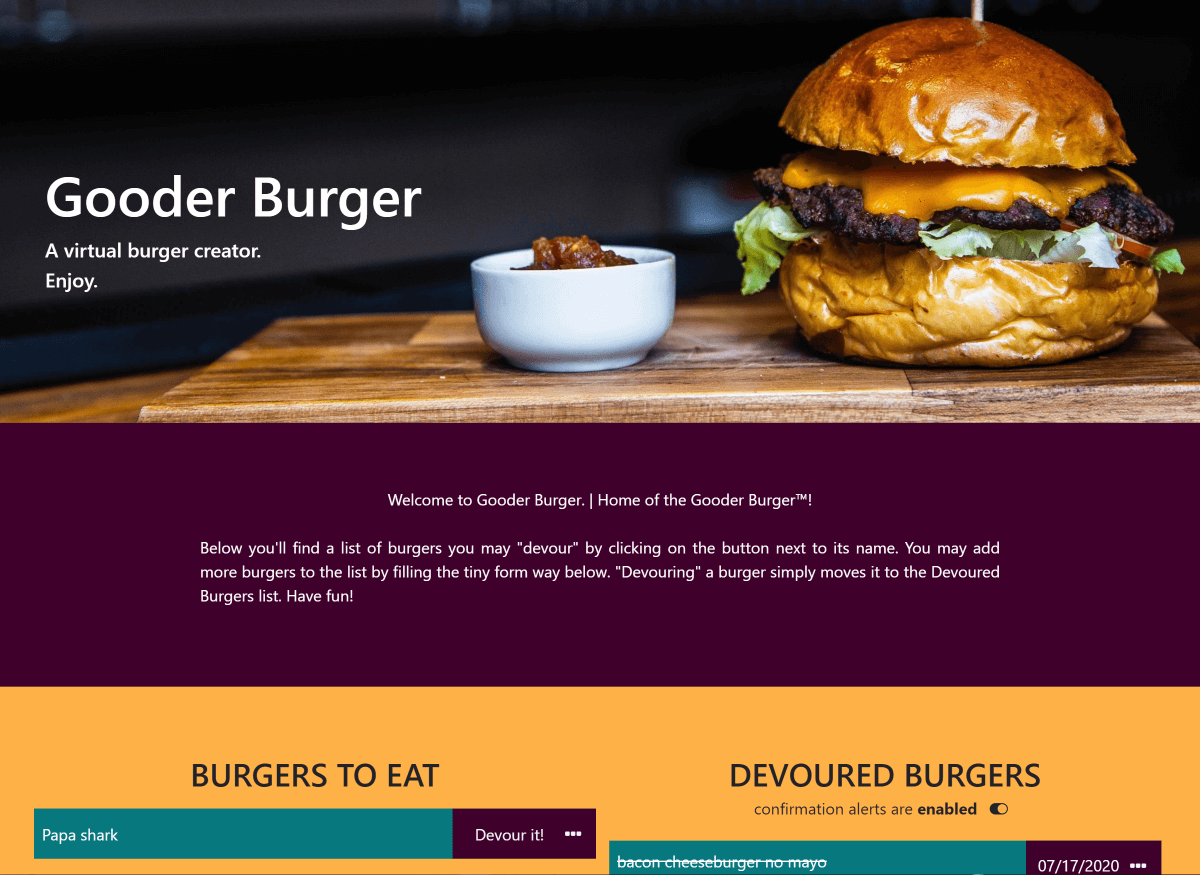 Gooder Burger
A virtual burger creator.
Enjoy.
Welcome to Gooder Burger. | Home of the Gooder Burger™!
Below you'll find a list of burgers you may "devour" by clicking on the button next to its name. You may add
more burgers to the list by filling the tiny form way below. "Devouring" a burger simply moves it to the Devoured
Burgers list. Have fun!
BURGERS TO EAT
Papa shark
Devour it!
DEVOURED BURGERS
confirmation alerts are enabled
bacon cheeseburger no mayo
07/17/2020